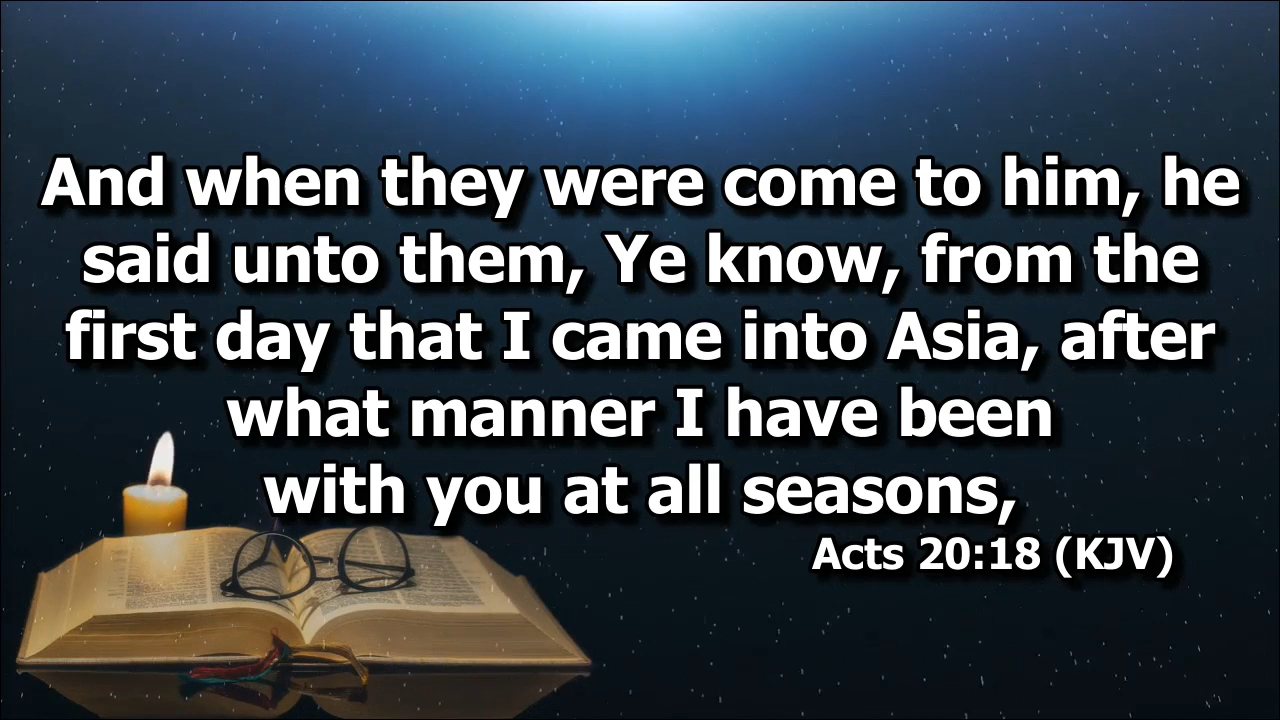 And when they were come to him, he
said unto them, Ye know, from the
first day that I came into Asia, after
what manner I have been
with you at all seasons,
Acts 20:18 (KJV)